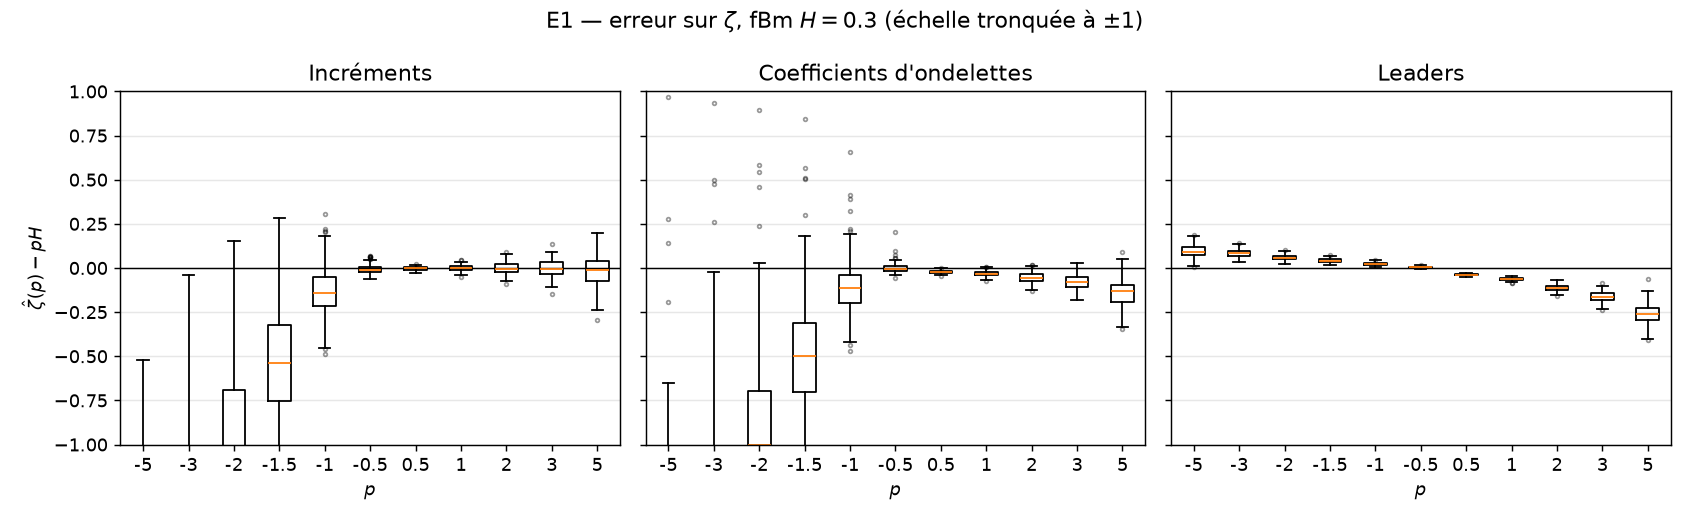 E1 — erreur sur ζ, fBm H = 0.3 (échelle tronquée à ±1)
Incréments
Coefficients d'ondelettes
Leaders
ζ̂(p) − pH
1.00
0.75
0.50
0.25
0.00
−0.25
−0.50
−0.75
−1.00
-5 -3 -2 -1.5 -1 -0.5 0.5 1 2 3 5
p
-5 -3 -2 -1.5 -1 -0.5 0.5 1 2 3 5
p
-5 -3 -2 -1.5 -1 -0.5 0.5 1 2 3 5
p